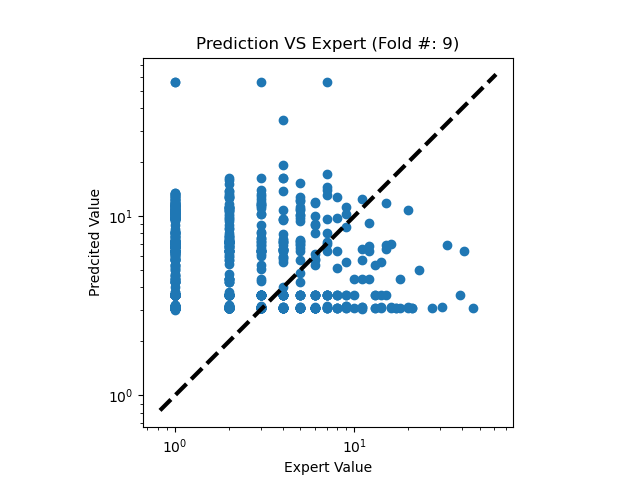 Prediction VS Expert (Fold #: 9)
Predcited Value
10¹
10⁰
10⁰
10¹
Expert Value